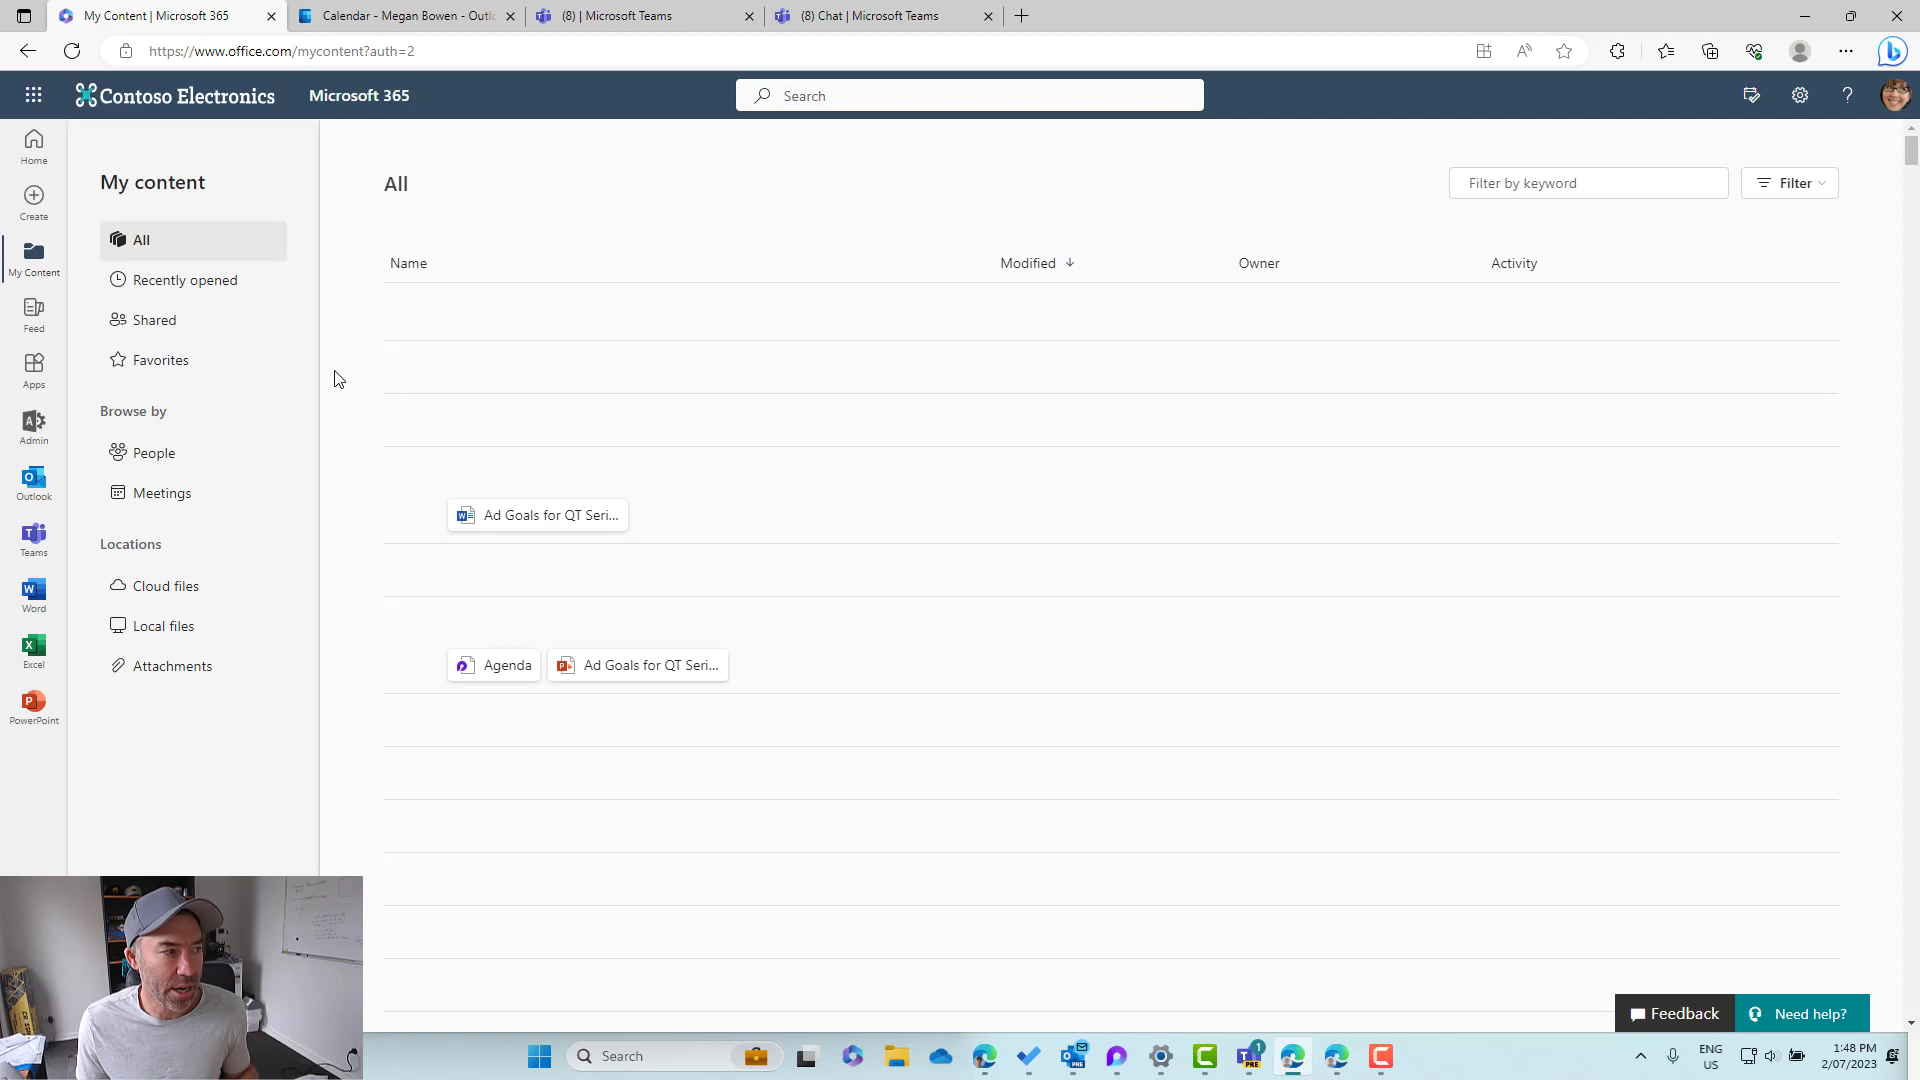 My Content | Microsoft 365
Calendar - Megan Bowen - Outlo
(8) | Microsoft Teams
(8) Chat | Microsoft Teams
https://www.office.com/mycontent?auth=2
Contoso Electronics
Microsoft 365
Search
Home
Create
My Content
Feed
Apps
Admin
Outlook
Teams
Word
Excel
PowerPoint
My content
All
Recently opened
Shared
Favorites
Browse by
People
Meetings
Locations
Cloud files
Local files
Attachments
All
Filter by keyword
Filter
Name
Modified
Owner
Activity
Ad Goals for QT Seri...
Agenda
Ad Goals for QT Seri...
Feedback
Need help?
Search
PRE
1
PRE
ENG
US
1:48 PM
2/07/2023